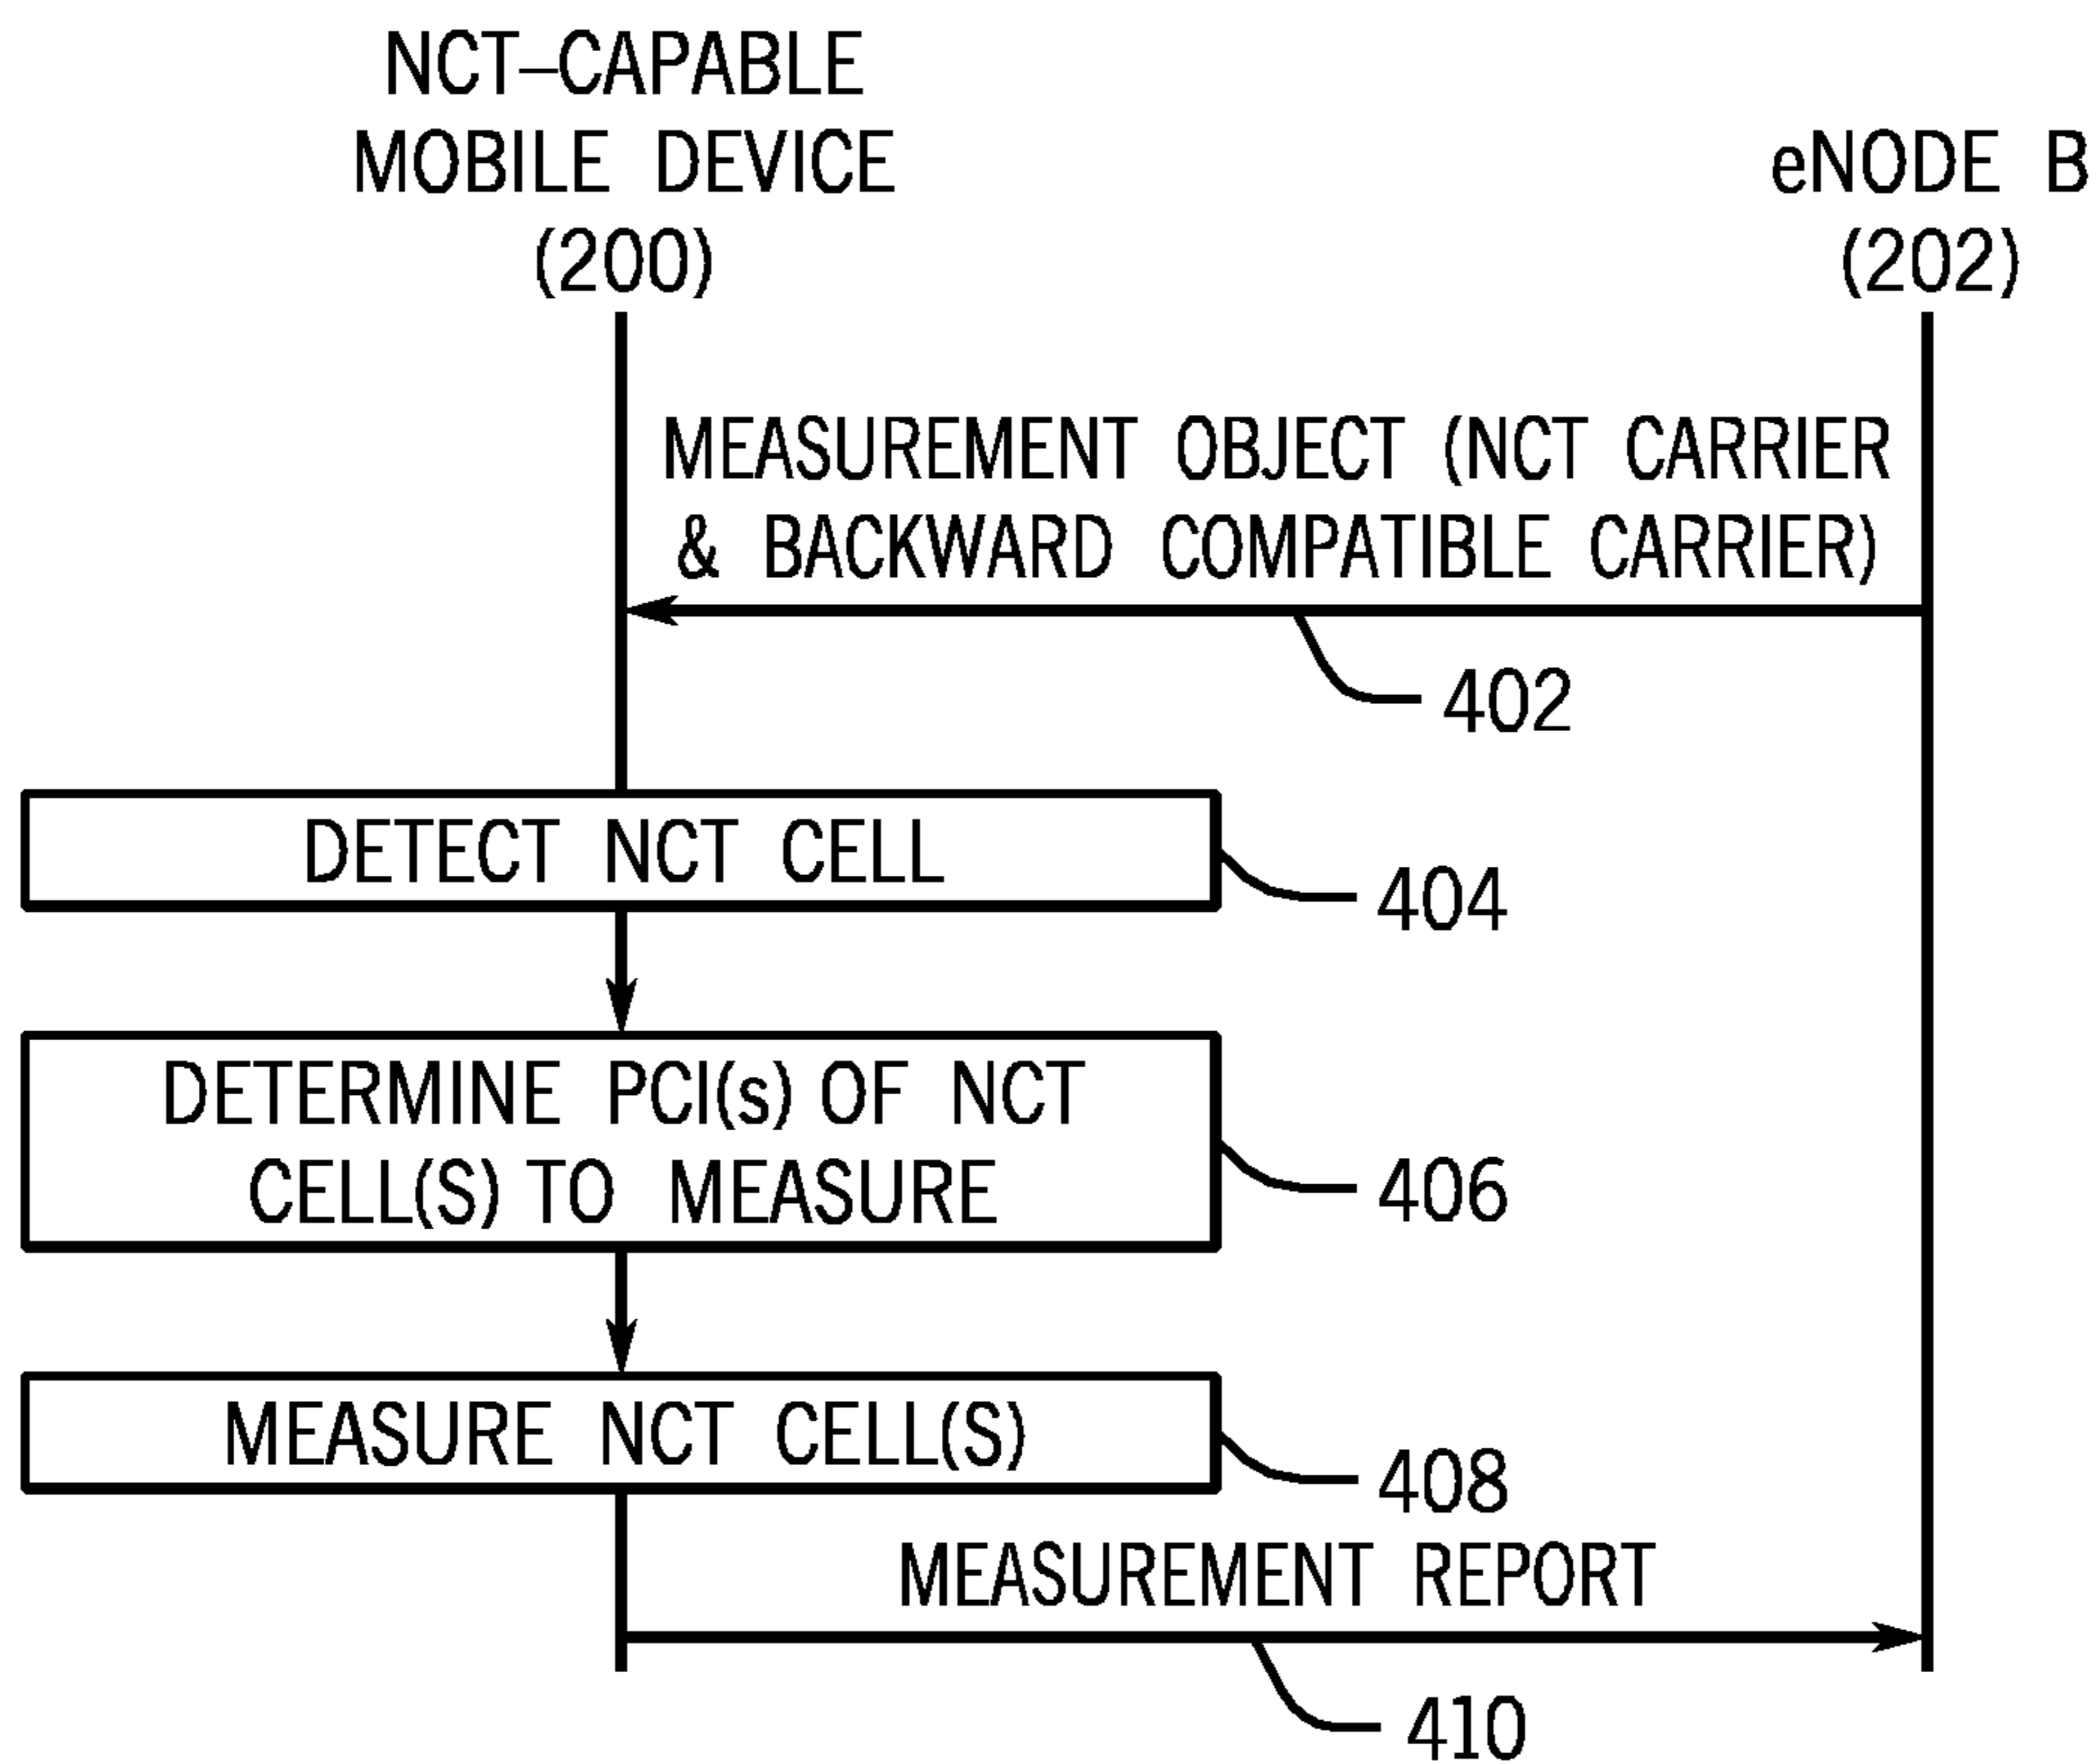 NCT-CAPABLE
MOBILE DEVICE
(200)
eNODE B
(202)
MEASUREMENT OBJECT (NCT CARRIER
& BACKWARD COMPATIBLE CARRIER)
402
DETECT NCT CELL
404
DETERMINE PCI(s) OF NCT
CELL(S) TO MEASURE
406
MEASURE NCT CELL(S)
408
MEASUREMENT REPORT
410